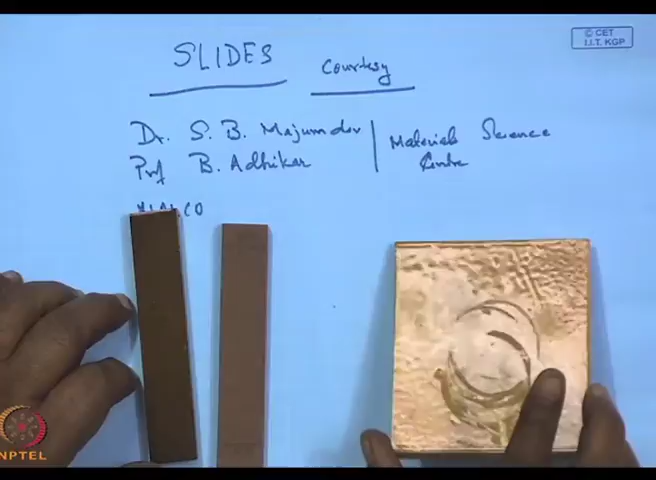 © CET
I.I.T. KGP
SLIDES Courtesy
Dr. S. B. Majumder | Materials Science
Prof B. Adhikari Centre
NPTEL